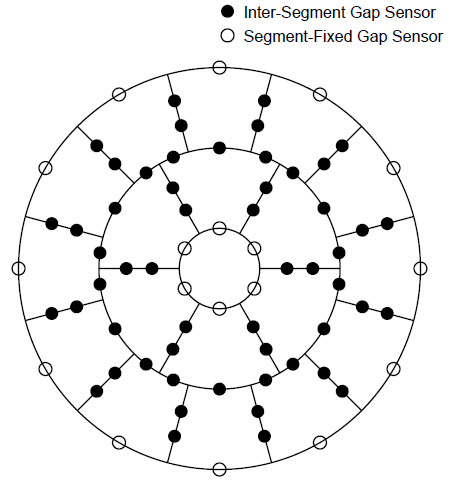 Inter-Segment Gap Sensor
Segment-Fixed Gap Sensor